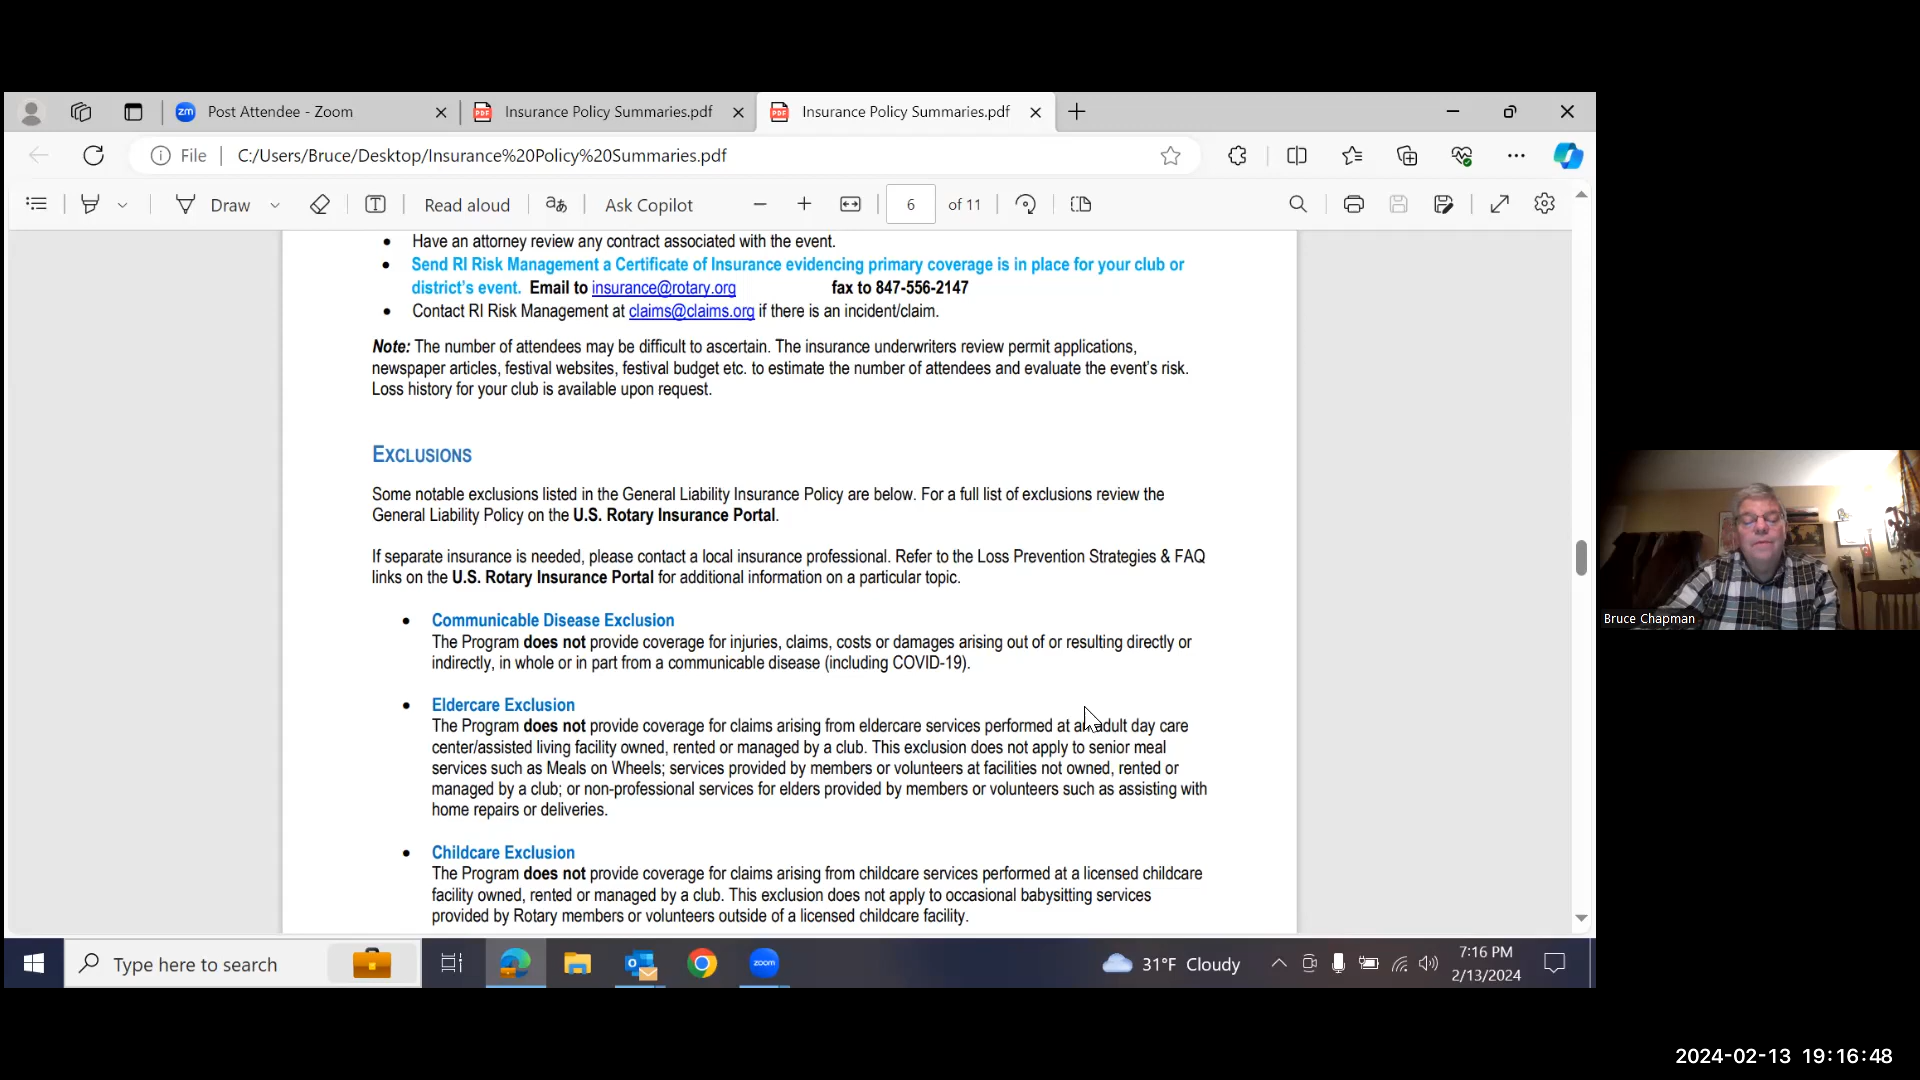 Post Attendee - Zoom
Insurance Policy Summaries.pdf
Insurance Policy Summaries.pdf
File
C:/Users/Bruce/Desktop/Insurance%20Policy%20Summaries.pdf
Draw
Read aloud
Ask Copilot
6
of 11
• Have an attorney review any contract associated with the event.
• Send RI Risk Management a Certificate of Insurance evidencing primary coverage is in place for your club or
district's event. Email to insurance@rotary.org fax to 847-556-2147
• Contact RI Risk Management at claims@claims.org if there is an incident/claim.
Note: The number of attendees may be difficult to ascertain. The insurance underwriters review permit applications,
newspaper articles, festival websites, festival budget etc. to estimate the number of attendees and evaluate the event's risk.
Loss history for your club is available upon request.
EXCLUSIONS
Some notable exclusions listed in the General Liability Insurance Policy are below. For a full list of exclusions review the
General Liability Policy on the U.S. Rotary Insurance Portal.
If separate insurance is needed, please contact a local insurance professional. Refer to the Loss Prevention Strategies & FAQ
links on the U.S. Rotary Insurance Portal for additional information on a particular topic.
• Communicable Disease Exclusion
The Program does not provide coverage for injuries, claims, costs or damages arising out of or resulting directly or
indirectly, in whole or in part from a communicable disease (including COVID-19).
• Eldercare Exclusion
The Program does not provide coverage for claims arising from eldercare services performed at an adult day care
center/assisted living facility owned, rented or managed by a club. This exclusion does not apply to senior meal
services such as Meals on Wheels; services provided by members or volunteers at facilities not owned, rented or
managed by a club; or non-professional services for elders provided by members or volunteers such as assisting with
home repairs or deliveries.
• Childcare Exclusion
The Program does not provide coverage for claims arising from childcare services performed at a licensed childcare
facility owned, rented or managed by a club. This exclusion does not apply to occasional babysitting services
provided by Rotary members or volunteers outside of a licensed childcare facility.
Bruce Chapman
Type here to search
zoom
31°F Cloudy
7:16 PM
2/13/2024
2024-02-13 19:16:48